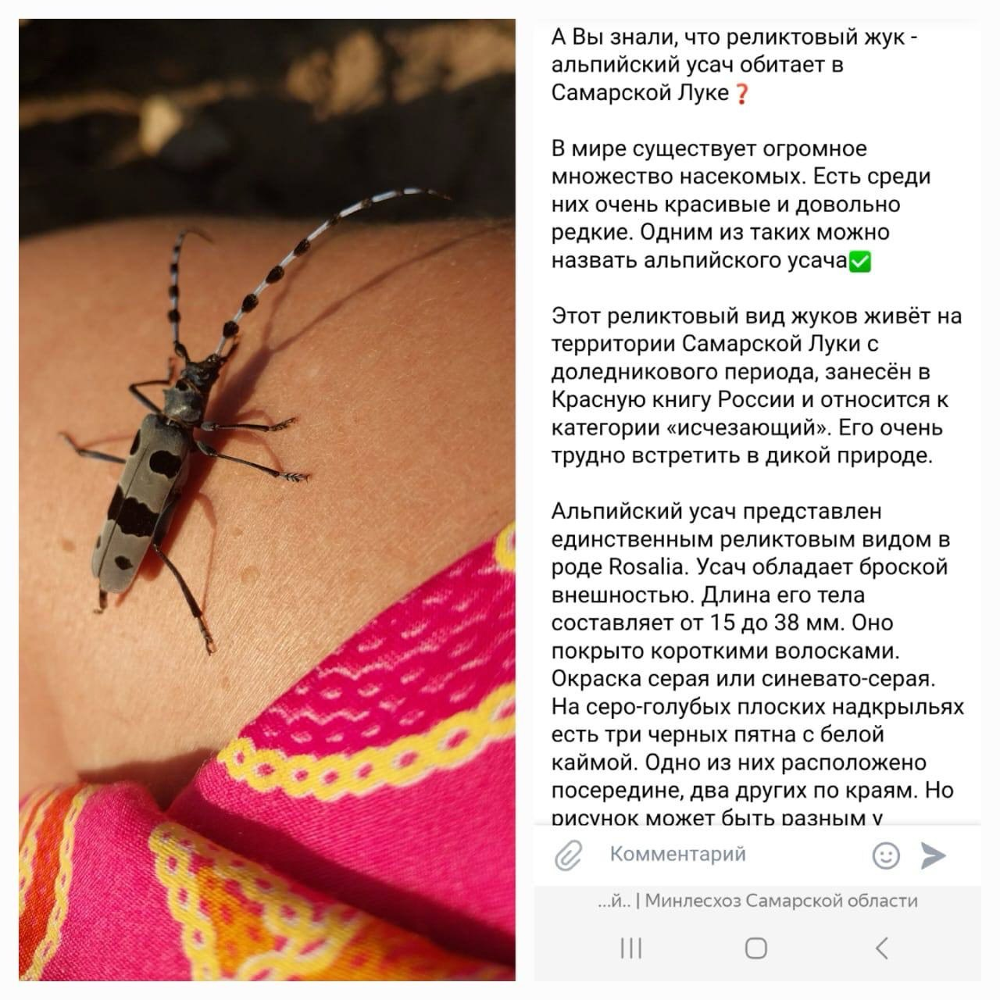 А Вы знали, что реликтовый жук -
альпийский усач обитает в
Самарской Луке❓
В мире существует огромное
множество насекомых. Есть среди
них очень красивые и довольно
редкие. Одним из таких можно
назвать альпийского усача✅
Этот реликтовый вид жуков живёт на
территории Самарской Луки с
доледникового периода, занесён в
Красную книгу России и относится к
категории «исчезающий». Его очень
трудно встретить в дикой природе.
Альпийский усач представлен
единственным реликтовым видом в
роде Rosalia. Усач обладает броской
внешностью. Длина его тела
составляет от 15 до 38 мм. Оно
покрыто короткими волосками.
Окраска серая или синевато-серая.
На серо-голубых плоских надкрыльях
есть три черных пятна с белой
каймой. Одно из них расположено
посередине, два других по краям. Но
рисунок может быть разным у
Комментарий
...й.. | Минлесхоз Самарской области